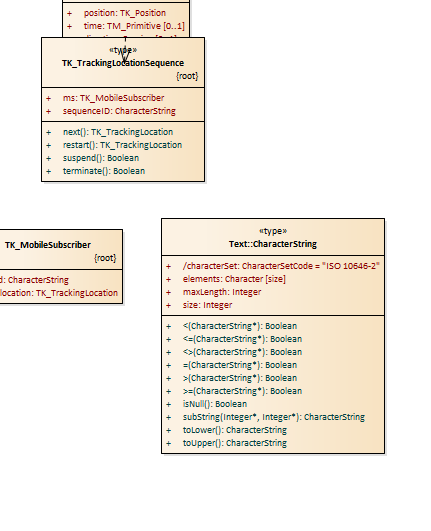 + position: TK_Position
+ time: TM_Primitive [0..1]
«type»
TK_TrackingLocationSequence
{root}
+ ms: TK_MobileSubscriber
+ sequenceID: CharacterString
+ next(): TK_TrackingLocation
+ restart(): TK_TrackingLocation
+ suspend(): Boolean
+ terminate(): Boolean
TK_MobileSubscriber
{root}
d: CharacterString
location: TK_TrackingLocation
«type»
Text::CharacterString
+ /characterSet: CharacterSetCode = "ISO 10646-2"
+ elements: Character [size]
+ maxLength: Integer
+ size: Integer
+ <(CharacterString*): Boolean
+ <=(CharacterString*): Boolean
+ <>(CharacterString*): Boolean
+ =(CharacterString*): Boolean
+ >(CharacterString*): Boolean
+ >=(CharacterString*): Boolean
+ isNull(): Boolean
+ subString(Integer*, Integer*): CharacterString
+ toLower(): CharacterString
+ toUpper(): CharacterString